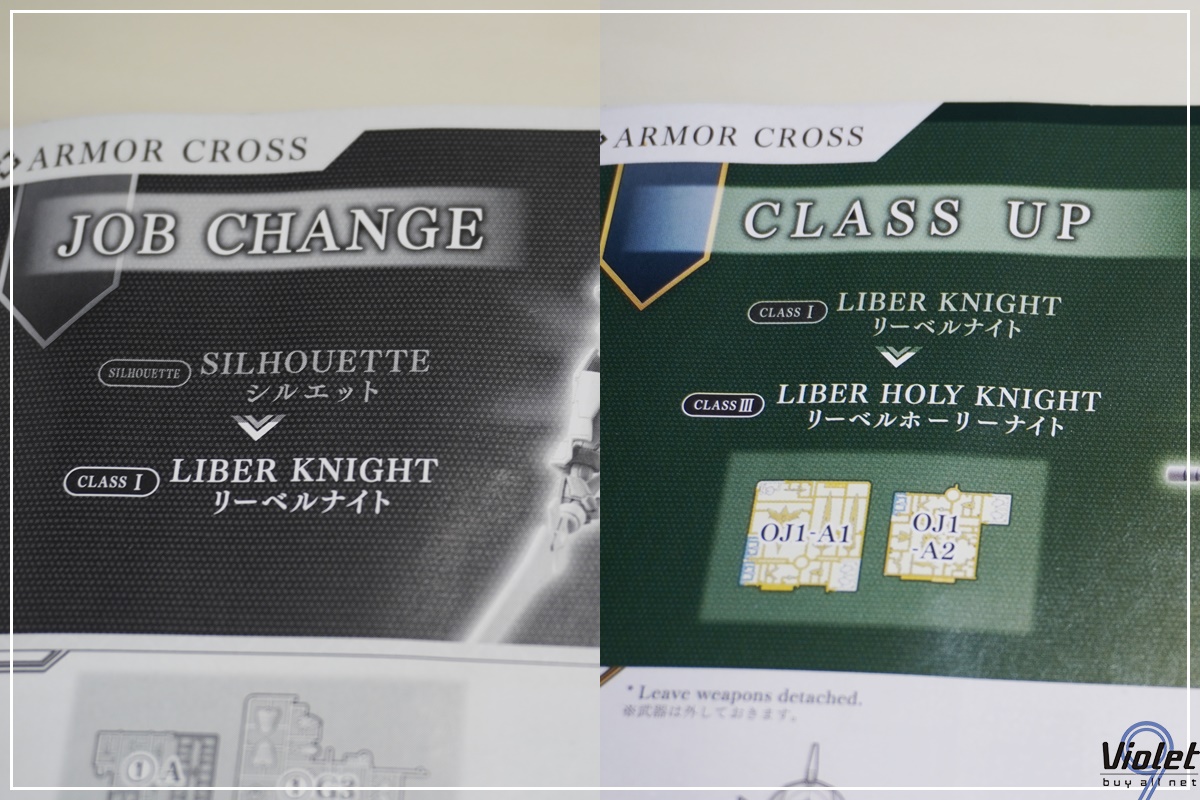 ARMOR CROSS
JOB CHANGE
SILHOUETTE SILHOUETTE
シルエット
CLASS I LIBER KNIGHT
リーベルナイト
① A
① G3
ARMOR CROSS
CLASS UP
CLASS I LIBER KNIGHT
リーベルナイト
CLASS III LIBER HOLY KNIGHT
リーベルホーリーナイト
OJ1-A1
OJ1
-A2
* Leave weapons detached.
※武器は外しておきます。
Violet
buy all net